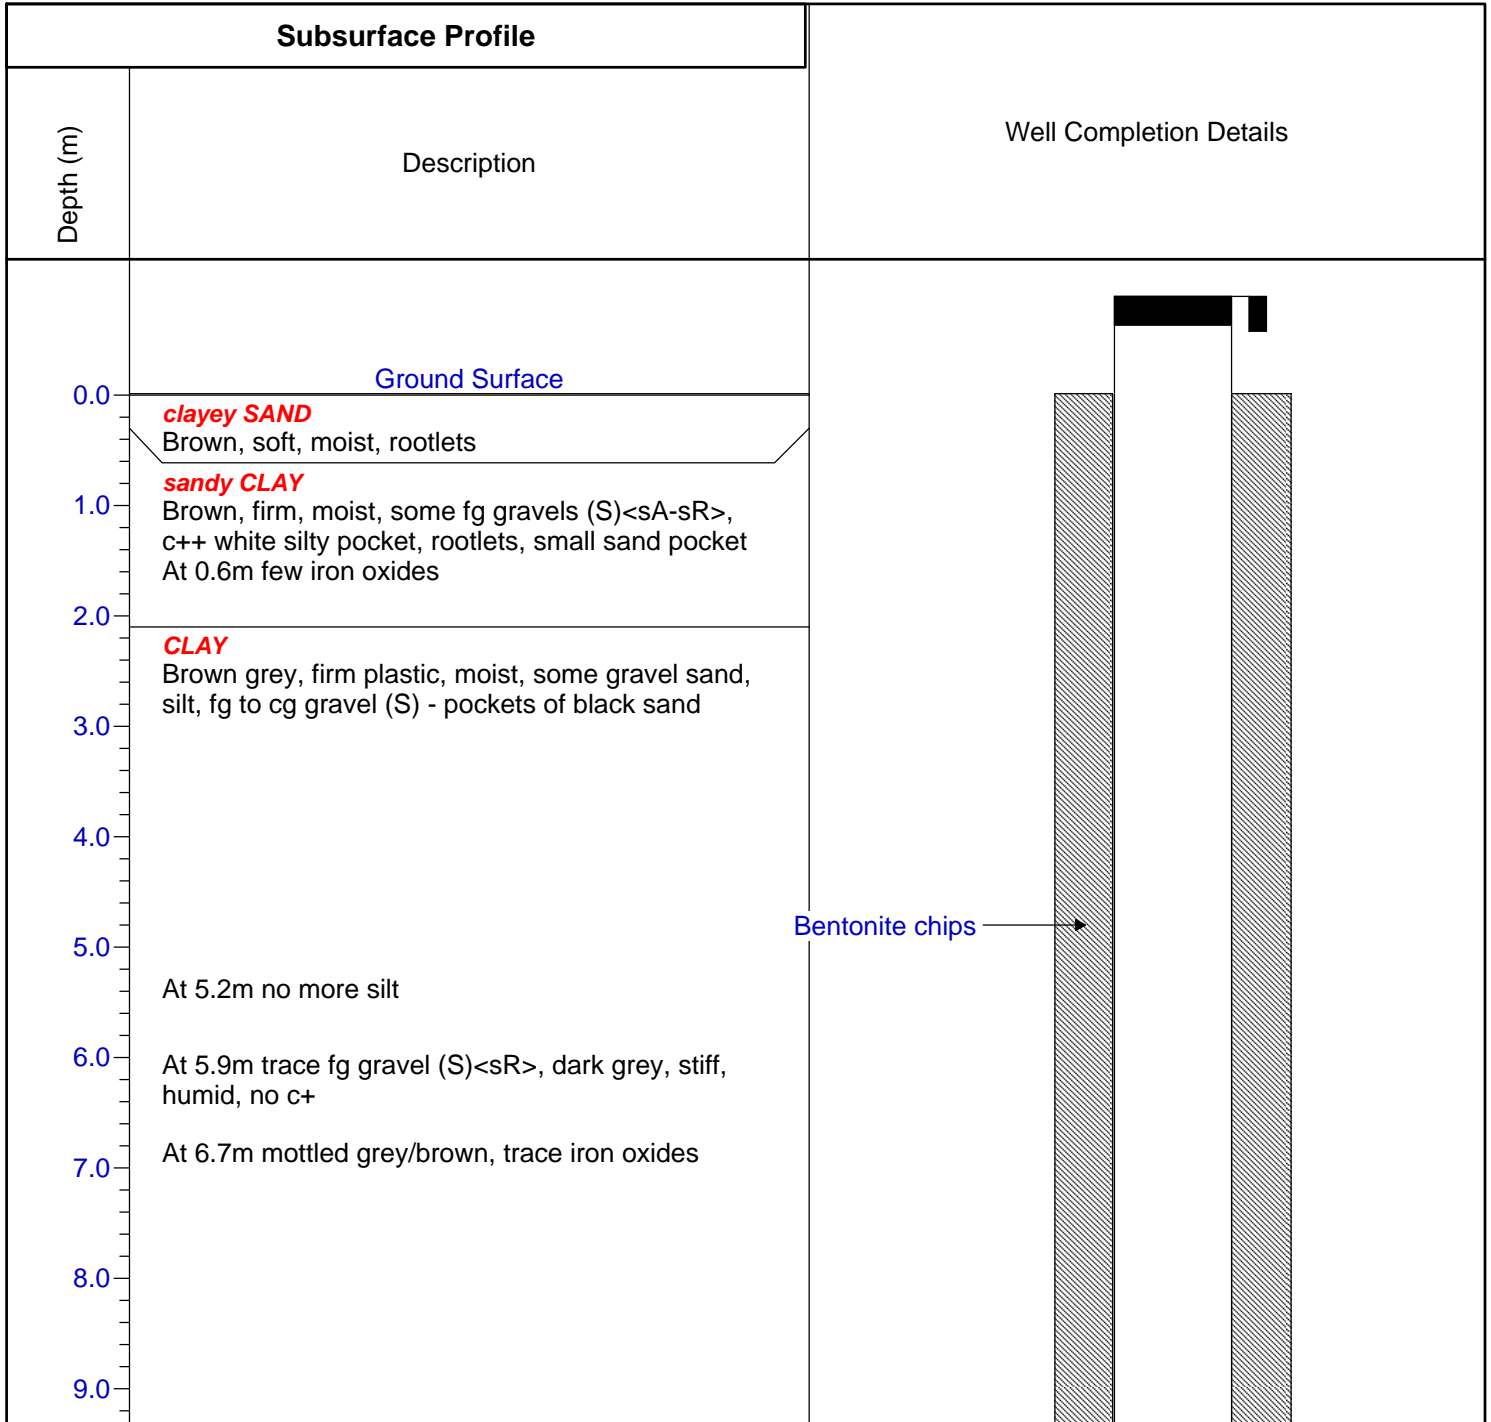 Subsurface Profile
Depth (m)
Description
Well Completion Details
Ground Surface
0.0
clayey SAND
Brown, soft, moist, rootlets
sandy CLAY
1.0
Brown, firm, moist, some fg gravels (S)<sA-sR>,
c++ white silty pocket, rootlets, small sand pocket
At 0.6m few iron oxides
2.0
CLAY
Brown grey, firm plastic, moist, some gravel sand,
silt, fg to cg gravel (S) - pockets of black sand
3.0
4.0
Bentonite chips
5.0
At 5.2m no more silt
6.0
At 5.9m trace fg gravel (S)<sR>, dark grey, stiff,
humid, no c+
At 6.7m mottled grey/brown, trace iron oxides
7.0
8.0
9.0